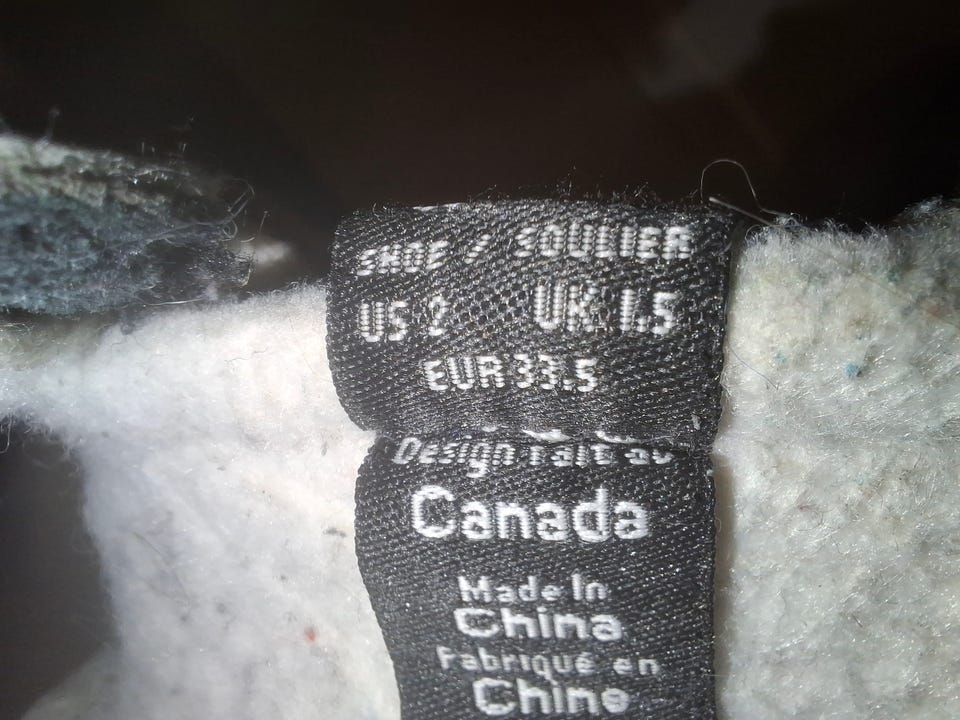 SHOE / SOULIER
US 2 UK 1.5
EUR 33.5
Design fait au
Canada
Made In
China
Fabriqué en
Chine